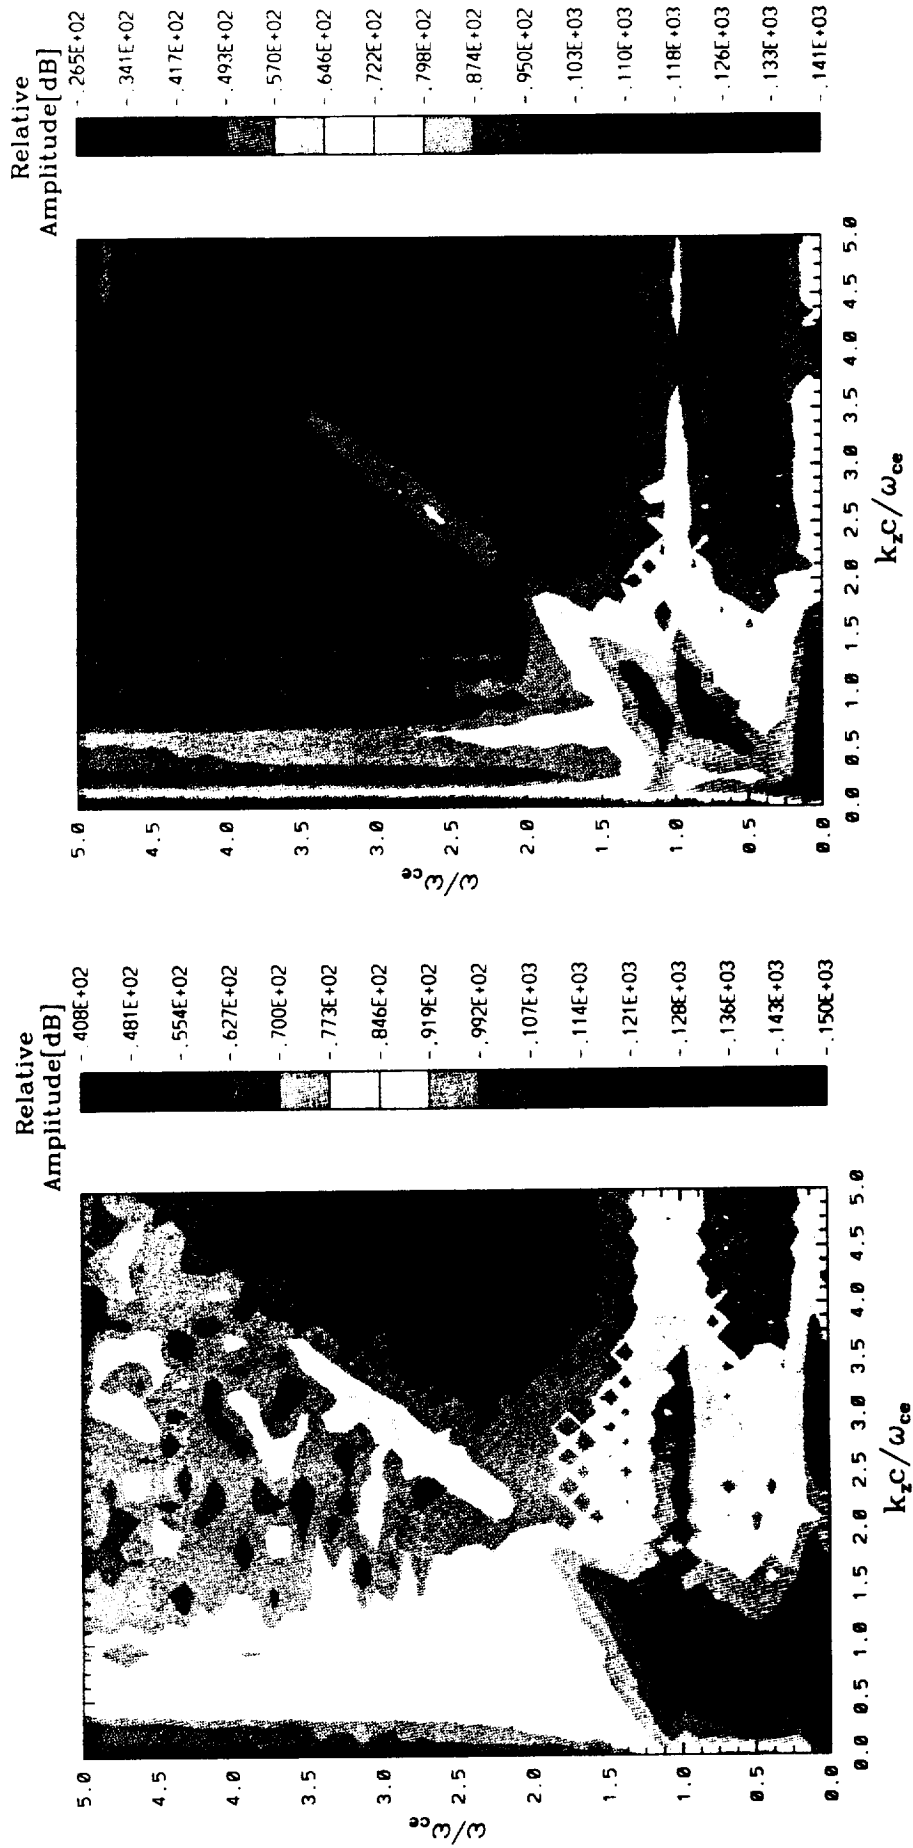 Relative
Amplitude[dB]
-.408E+02
-.481E+02
-.554E+02
-.627E+02
-.700E+02
-.773E+02
-.846E+02
-.919E+02
-.992E+02
-.107E+03
-.114E+03
-.121E+03
-.128E+03
-.136E+03
-.143E+03
-.150E+03
5.0
4.5
4.0
3.5
3.0
2.5
2.0
1.5
1.0
0.5
0.0
ω/ω_ce
0.0 0.5 1.0 1.5 2.0 2.5 3.0 3.5 4.0 4.5 5.0
k_z c/ω_ce
Relative
Amplitude[dB]
-.265E+02
-.341E+02
-.417E+02
-.493E+02
-.570E+02
-.646E+02
-.722E+02
-.798E+02
-.874E+02
-.950E+02
-.103E+03
-.110E+03
-.118E+03
-.126E+03
-.133E+03
-.141E+03
5.0
4.5
4.0
3.5
3.0
2.5
2.0
1.5
1.0
0.5
0.0
ω/ω_ce
0.0 0.5 1.0 1.5 2.0 2.5 3.0 3.5 4.0 4.5 5.0
k_z c/ω_ce